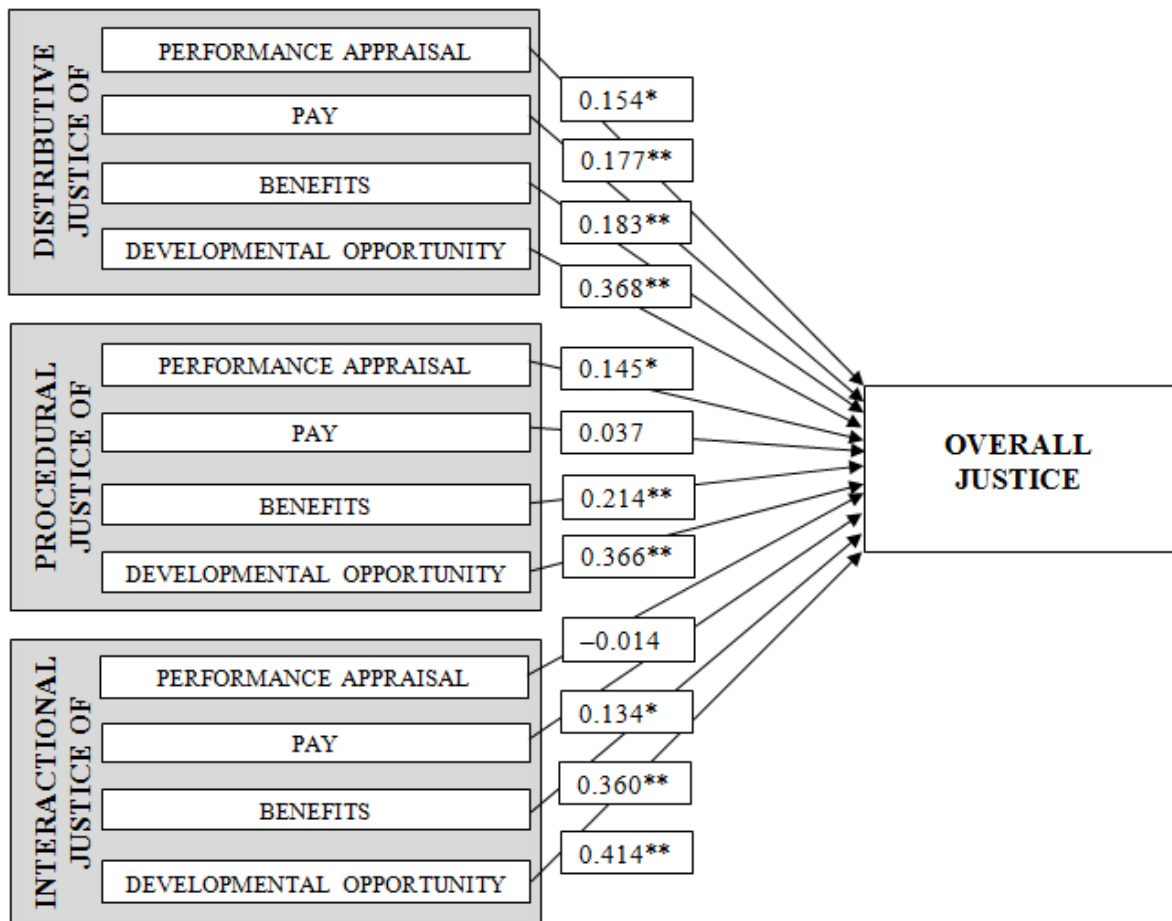 DISTRIBUTIVE
JUSTICE OF
PERFORMANCE APPRAISAL
0.154*
PAY
0.177**
BENEFITS
0.183**
DEVELOPMENTAL OPPORTUNITY
0.368**
PROCEDURAL
JUSTICE OF
PERFORMANCE APPRAISAL
0.145*
PAY
0.037
BENEFITS
0.214**
DEVELOPMENTAL OPPORTUNITY
0.366**
INTERACTIONAL
JUSTICE OF
PERFORMANCE APPRAISAL
–0.014
PAY
0.134*
BENEFITS
0.360**
DEVELOPMENTAL OPPORTUNITY
0.414**
OVERALL
JUSTICE